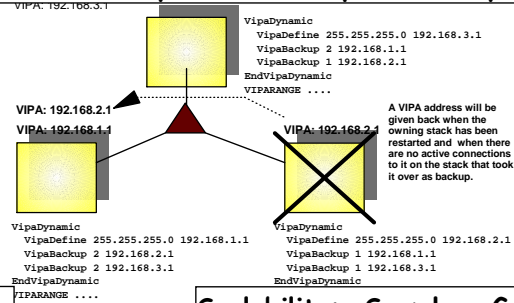 VIPA: 192.168.3.1
VipaDynamic
VipaDefine 255.255.255.0 192.168.3.1
VipaBackup 2 192.168.1.1
VipaBackup 1 192.168.2.1
EndVipaDynamic
VIPARANGE ....
VIPA: 192.168.2.1
VIPA: 192.168.1.1
VIPA: 192.168.2.1
A VIPA address will be
given back when the
owning stack has been
restarted and when there
are no active connections
to it on the stack that took
it over as backup.
VipaDynamic
VipaDefine 255.255.255.0 192.168.1.1
VipaBackup 2 192.168.2.1
VipaBackup 2 192.168.3.1
EndVipaDynamic
VIPARANGE ....
VipaDynamic
VipaDefine 255.255.255.0 192.168.2.1
VipaBackup 1 192.168.1.1
VipaBackup 1 192.168.3.1
EndVipaDynamic